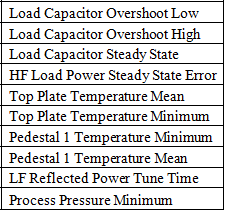 Load Capacitor Overshoot Low
Load Capacitor Overshoot High
Load Capacitor Steady State
HF Load Power Steady State Error
Top Plate Temperature Mean
Top Plate Temperature Minimum
Pedestal 1 Temperature Minimum
Pedestal 1 Temperature Mean
LF Reflected Power Tune Time
Process Pressure Minimum